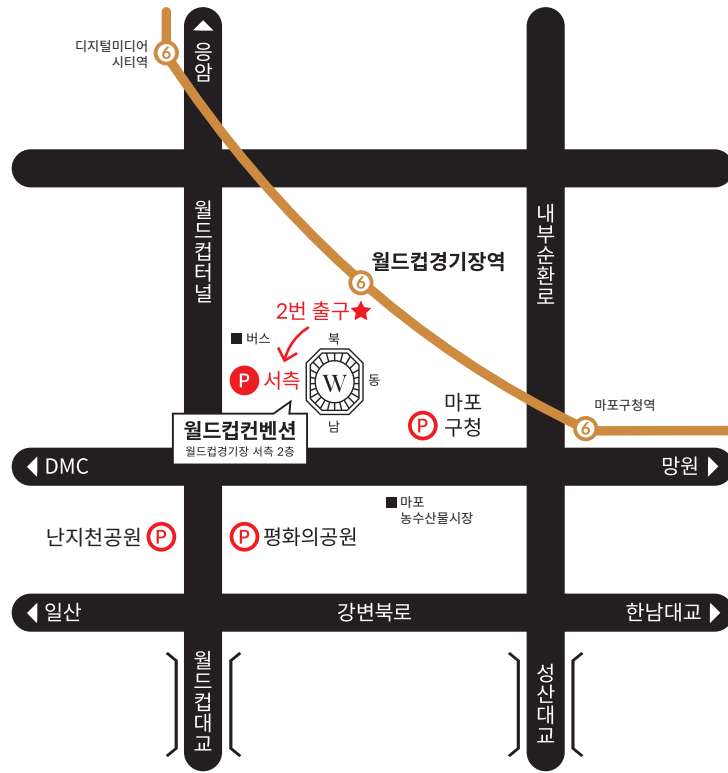 디지털미디어
시티역
6
응암
월드컵터널
내부순환로
월드컵경기장역
6
2번 출구
버스
북
P 서측
W
동
남
마포
구청
P
마포구청역
6
월드컵컨벤션
월드컵경기장 서측 2층
DMC
망원
마포
농수산물시장
난지천공원 P
P 평화의공원
일산
강변북로
한남대교
월드컵대교
성산대교